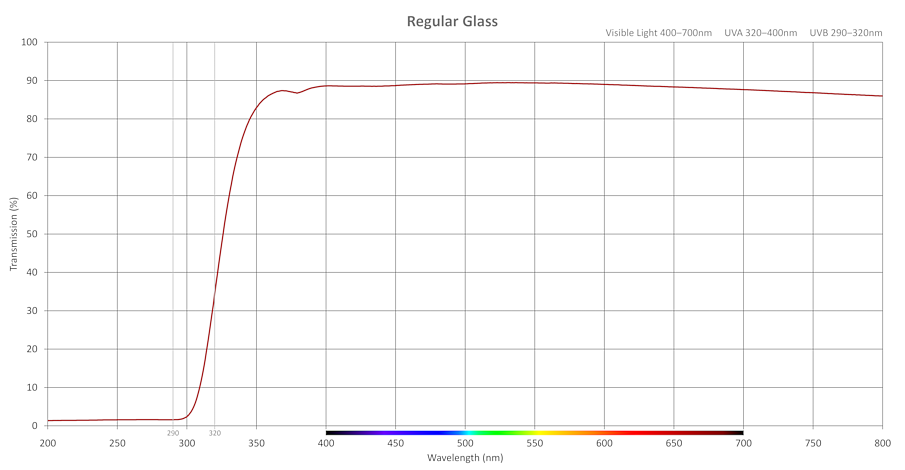 Regular Glass
Visible Light 400–700nm UVA 320–400nm UVB 290–320nm
100
90
80
70
60
50
40
30
20
10
0
Transmission (%)
290 320
200 250 300 350 400 450 500 550 600 650 700 750 800
Wavelength (nm)